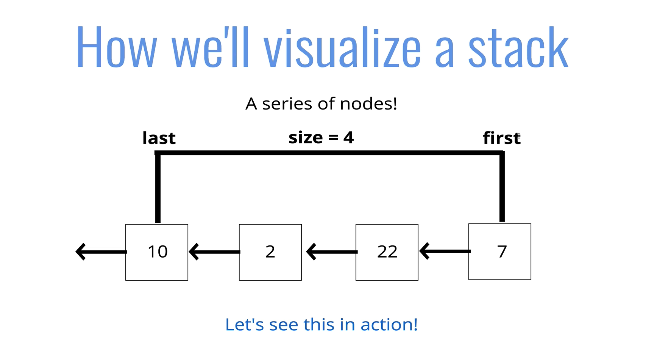 How we'll visualize a stack
A series of nodes!
last size = 4 first
10 2 22 7
Let's see this in action!